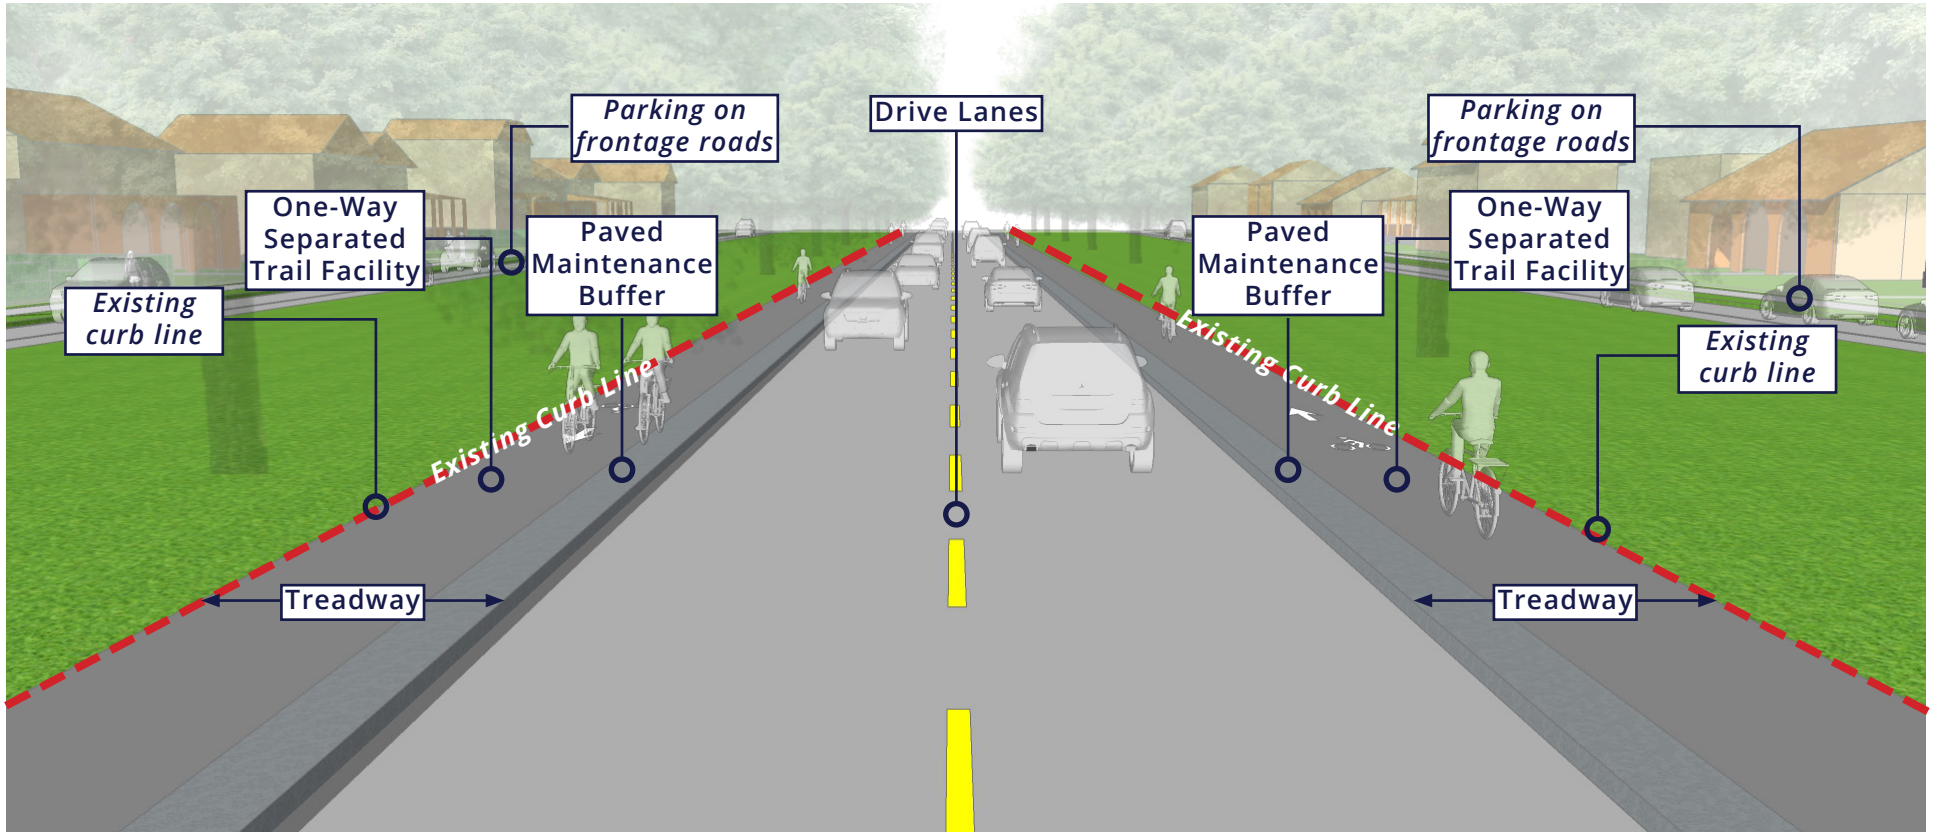 Parking on
frontage roads
Drive Lanes
Parking on
frontage roads
One-Way
Separated
Trail Facility
Paved
Maintenance
Buffer
Paved
Maintenance
Buffer
One-Way
Separated
Trail Facility
Existing
curb line
Existing
curb line
Existing Curb Line
Existing Curb Line
Treadway
Treadway